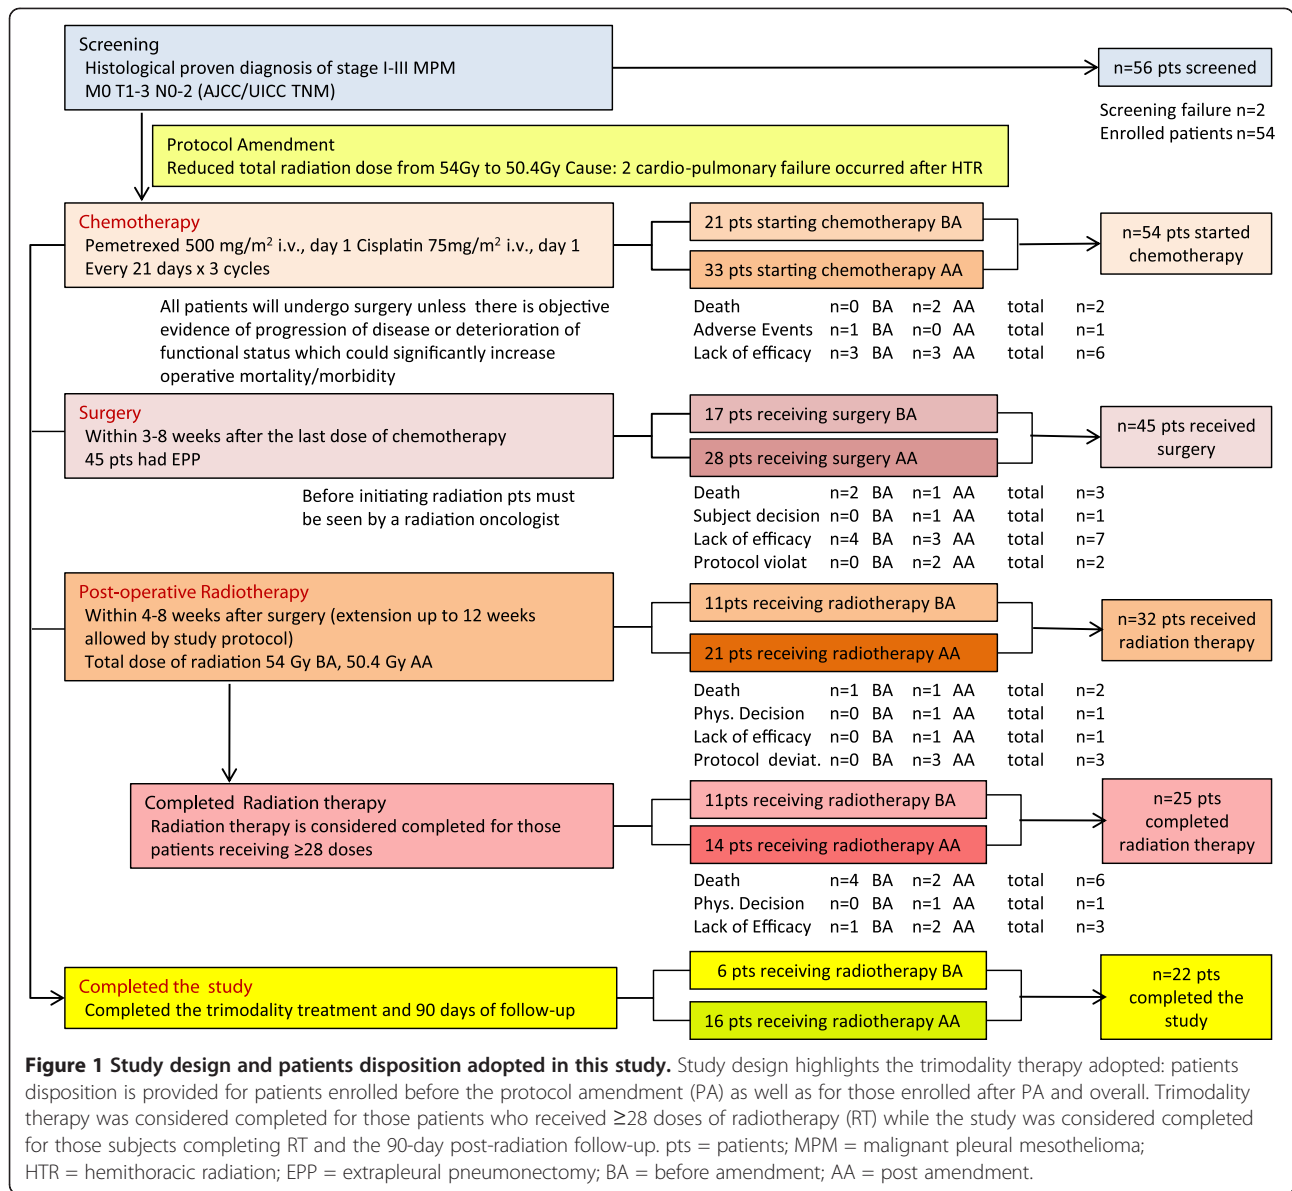 Screening
Histological proven diagnosis of stage I-III MPM
M0 T1-3 N0-2 (AJCC/UICC TNM)
n=56 pts screened
Screening failure n=2
Enrolled patients n=54
Protocol Amendment
Reduced total radiation dose from 54Gy to 50.4Gy Cause: 2 cardio-pulmonary failure occurred after HTR
Chemotherapy
Pemetrexed 500 mg/m² i.v., day 1 Cisplatin 75mg/m² i.v., day 1
Every 21 days x 3 cycles
21 pts starting chemotherapy BA
33 pts starting chemotherapy AA
n=54 pts started
chemotherapy
All patients will undergo surgery unless there is objective
evidence of progression of disease or deterioration of
functional status which could significantly increase
operative mortality/morbidity
Death n=0 BA n=2 AA total n=2
Adverse Events n=1 BA n=0 AA total n=1
Lack of efficacy n=3 BA n=3 AA total n=6
Surgery
Within 3-8 weeks after the last dose of chemotherapy
45 pts had EPP
17 pts receiving surgery BA
28 pts receiving surgery AA
n=45 pts received
surgery
Before initiating radiation pts must
be seen by a radiation oncologist
Death n=2 BA n=1 AA total n=3
Subject decision n=0 BA n=1 AA total n=1
Lack of efficacy n=4 BA n=3 AA total n=7
Protocol violat n=0 BA n=2 AA total n=2
Post-operative Radiotherapy
Within 4-8 weeks after surgery (extension up to 12 weeks
allowed by study protocol)
Total dose of radiation 54 Gy BA, 50.4 Gy AA
11pts receiving radiotherapy BA
21 pts receiving radiotherapy AA
n=32 pts received
radiation therapy
Death n=1 BA n=1 AA total n=2
Phys. Decision n=0 BA n=1 AA total n=1
Lack of efficacy n=0 BA n=1 AA total n=1
Protocol deviat. n=0 BA n=3 AA total n=3
Completed Radiation therapy
Radiation therapy is considered completed for those
patients receiving ≥28 doses
11pts receiving radiotherapy BA
14 pts receiving radiotherapy AA
n=25 pts
completed
radiation therapy
Death n=4 BA n=2 AA total n=6
Phys. Decision n=0 BA n=1 AA total n=1
Lack of Efficacy n=1 BA n=2 AA total n=3
Completed the study
Completed the trimodality treatment and 90 days of follow-up
6 pts receiving radiotherapy BA
16 pts receiving radiotherapy AA
n=22 pts
completed the
study
Figure 1 Study design and patients disposition adopted in this study. Study design highlights the trimodality therapy adopted: patients
disposition is provided for patients enrolled before the protocol amendment (PA) as well as for those enrolled after PA and overall. Trimodality
therapy was considered completed for those patients who received ≥28 doses of radiotherapy (RT) while the study was considered completed
for those subjects completing RT and the 90-day post-radiation follow-up. pts = patients; MPM = malignant pleural mesothelioma;
HTR = hemithoracic radiation; EPP = extrapleural pneumonectomy; BA = before amendment; AA = post amendment.